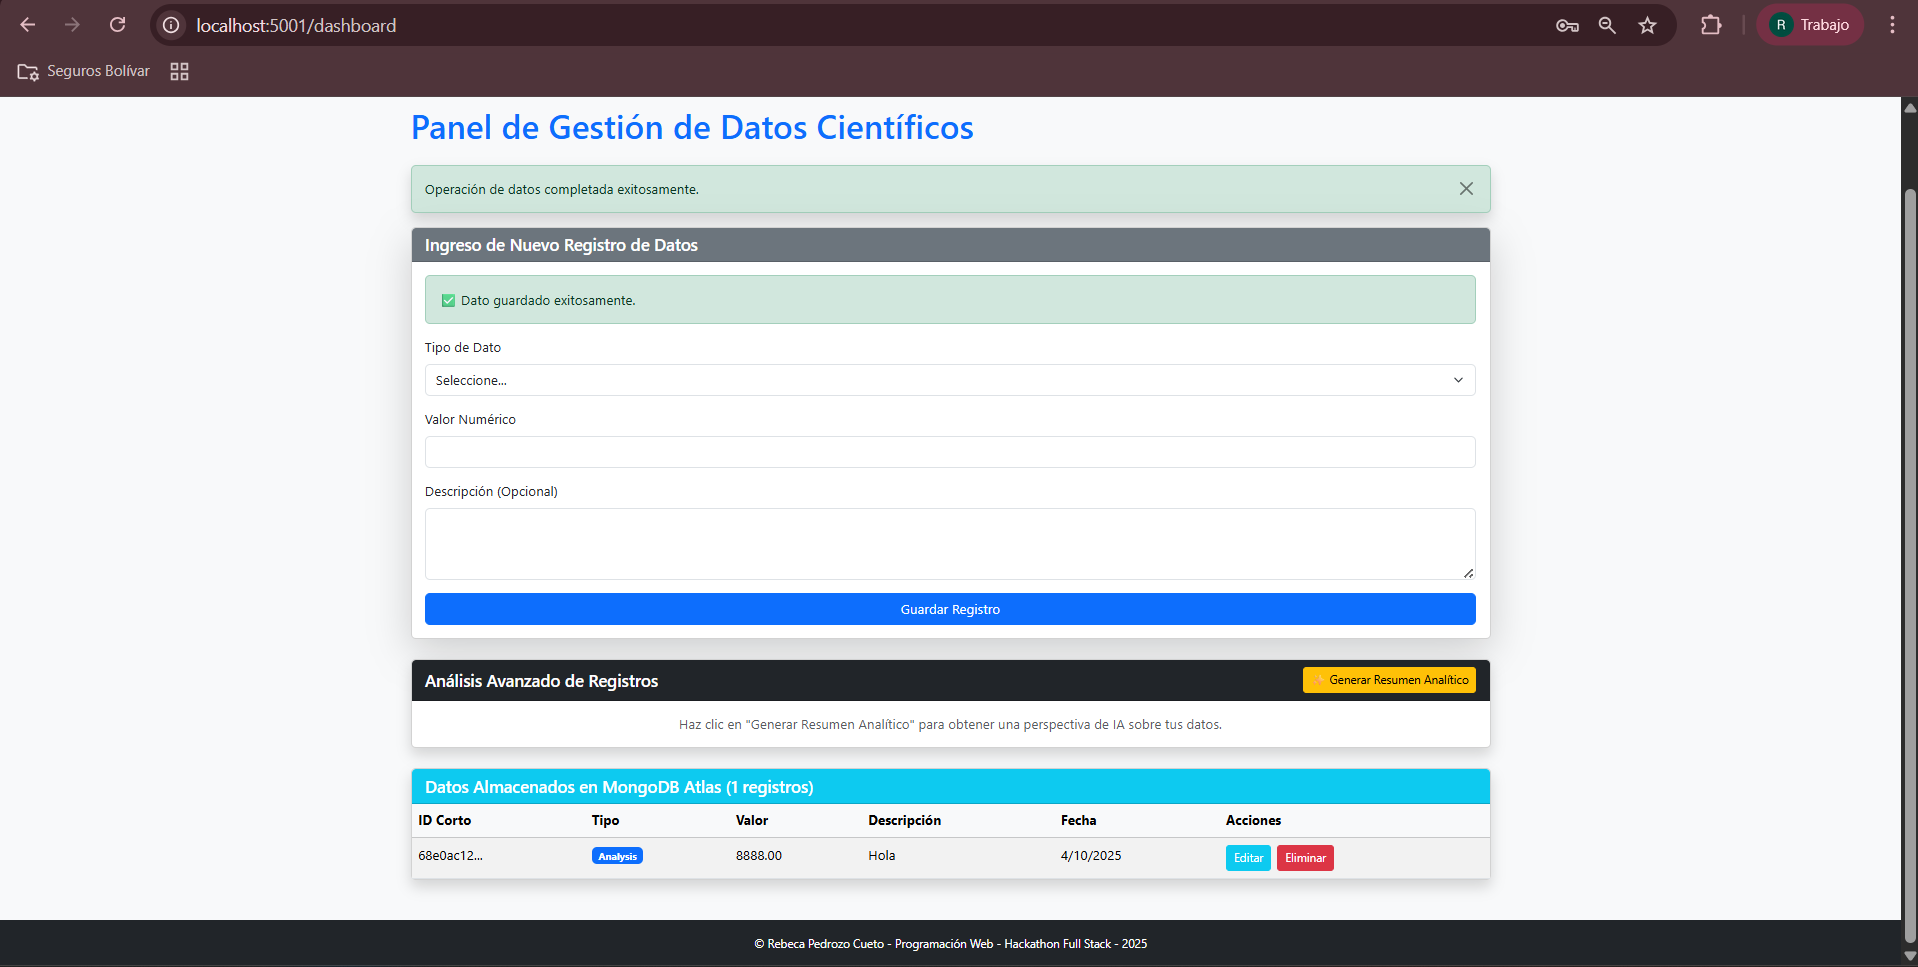 localhost:5001/dashboard
R Trabajo
Seguros Bolívar
Panel de Gestión de Datos Científicos
Operación de datos completada exitosamente.
Ingreso de Nuevo Registro de Datos
✅ Dato guardado exitosamente.
Tipo de Dato
Seleccione...
Valor Numérico
Descripción (Opcional)
Guardar Registro
Análisis Avanzado de Registros
Generar Resumen Analítico
Haz clic en "Generar Resumen Analítico" para obtener una perspectiva de IA sobre tus datos.
Datos Almacenados en MongoDB Atlas (1 registros)
ID Corto Tipo Valor Descripción Fecha Acciones
68e0ac12... Analysis 8888.00 Hola 4/10/2025 Editar Eliminar
© Rebeca Pedrozo Cueto - Programación Web - Hackathon Full Stack - 2025